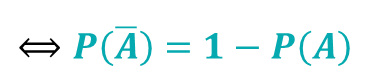 ⟺ P(A̅) = 1 − P(A)